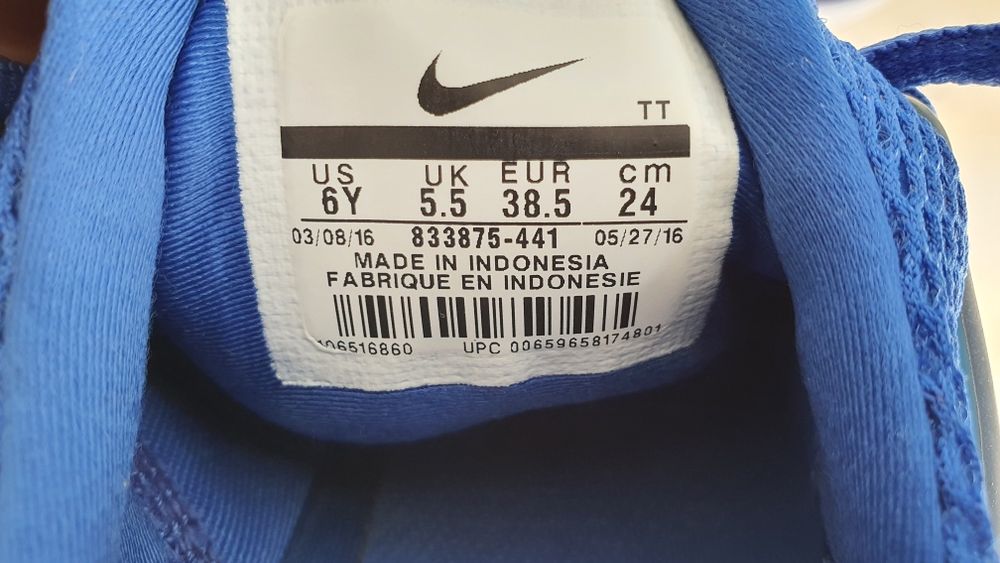 TT
US UK EUR cm
6Y 5.5 38.5 24
03/08/16 833875-441 05/27/16
MADE IN INDONESIA
FABRIQUE EN INDONESIE
106516860 UPC 00659658174801